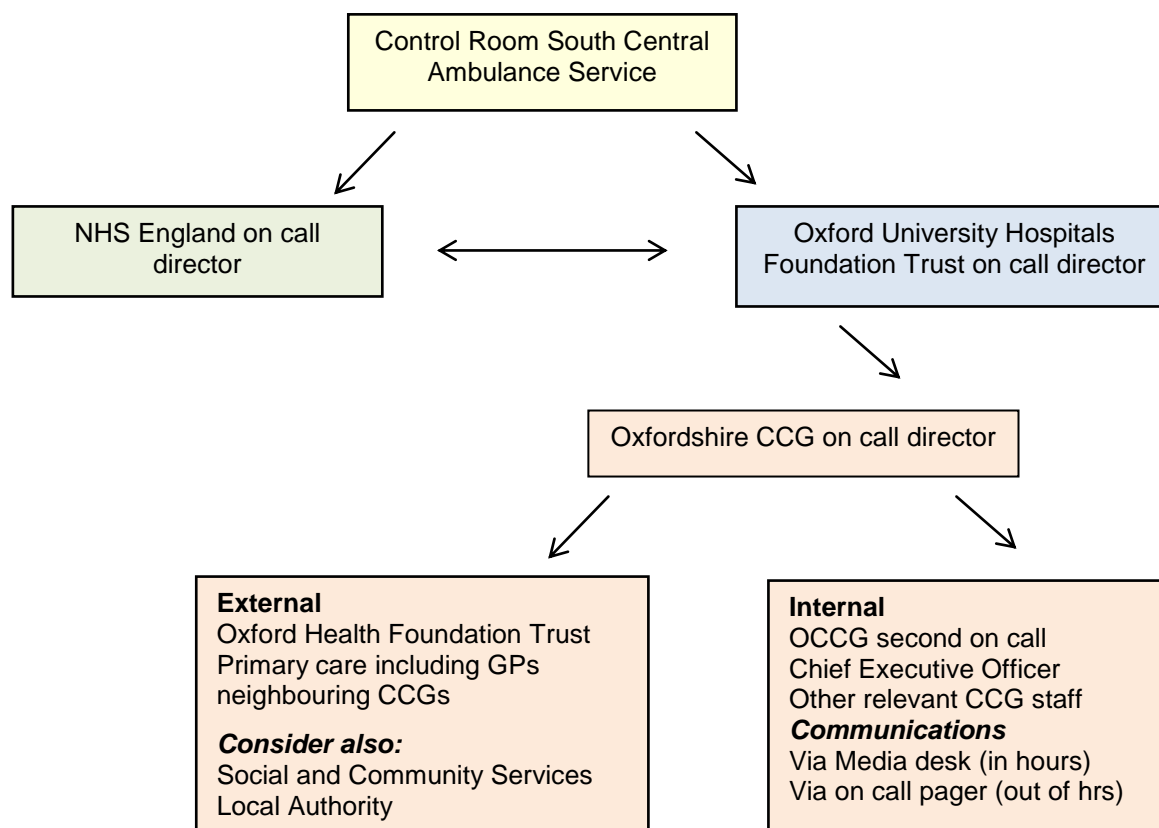 Control Room South Central
Ambulance Service
NHS England on call
director
Oxford University Hospitals
Foundation Trust on call director
Oxfordshire CCG on call director
External
Oxford Health Foundation Trust
Primary care including GPs
neighbouring CCGs
Consider also:
Social and Community Services
Local Authority
Internal
OCCG second on call
Chief Executive Officer
Other relevant CCG staff
Communications
Via Media desk (in hours)
Via on call pager (out of hrs)